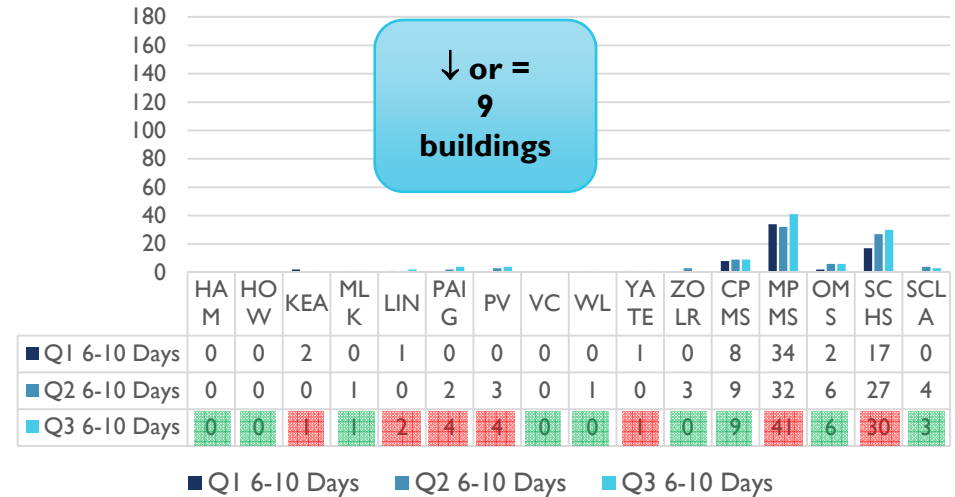 180
160
140
120
100
80
60
40
20
0
↓ or =
9
buildings
HA M HO W KEA ML K LIN PAI G PV VC WL YA TE ZO LR CP MS MP MS OM S SC HS SCL A
Q1 6-10 Days 0 0 2 0 1 0 0 0 0 1 0 8 34 2 17 0
Q2 6-10 Days 0 0 0 1 0 2 3 0 1 0 3 9 32 6 27 4
Q3 6-10 Days 0 0 1 1 2 4 4 0 0 1 0 9 41 6 30 3
Q1 6-10 Days Q2 6-10 Days Q3 6-10 Days